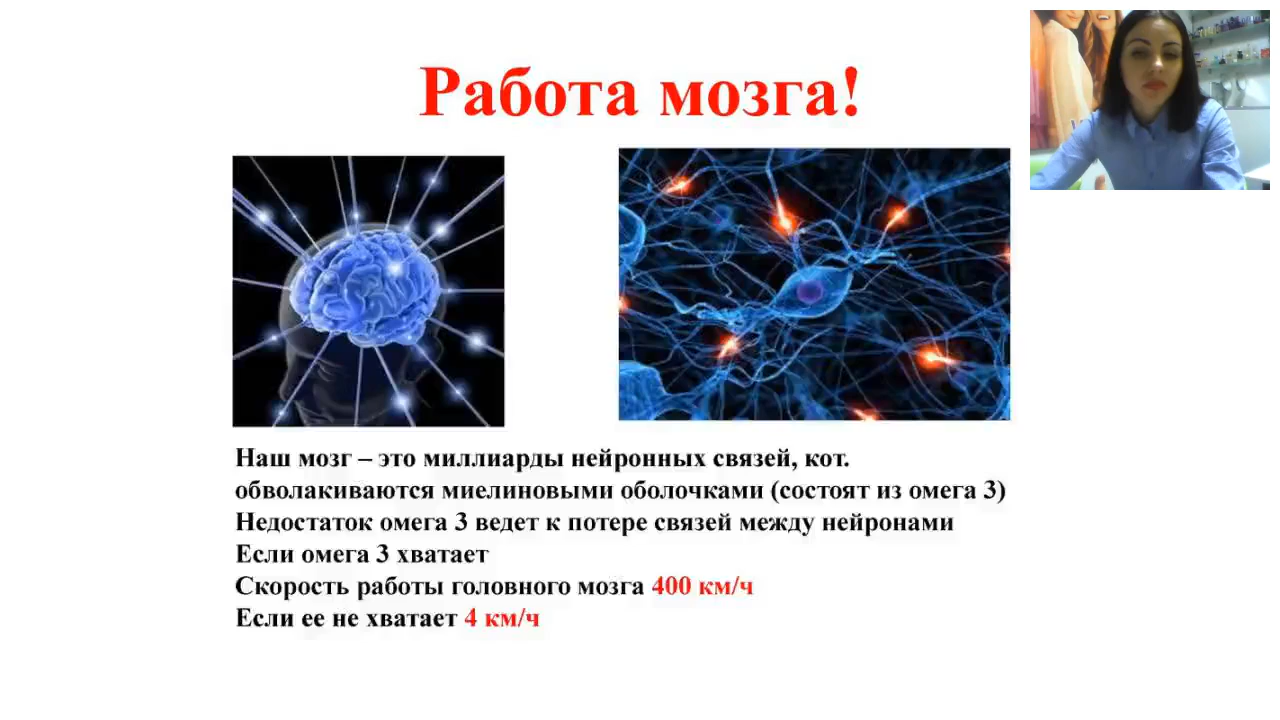 Работа мозга!
Наш мозг – это миллиарды нейронных связей, кот.
обволакиваются миелиновыми оболочками (состоят из омега 3)
Недостаток омега 3 ведет к потере связей между нейронами
Если омега 3 хватает
Скорость работы головного мозга 400 км/ч
Если ее не хватает 4 км/ч